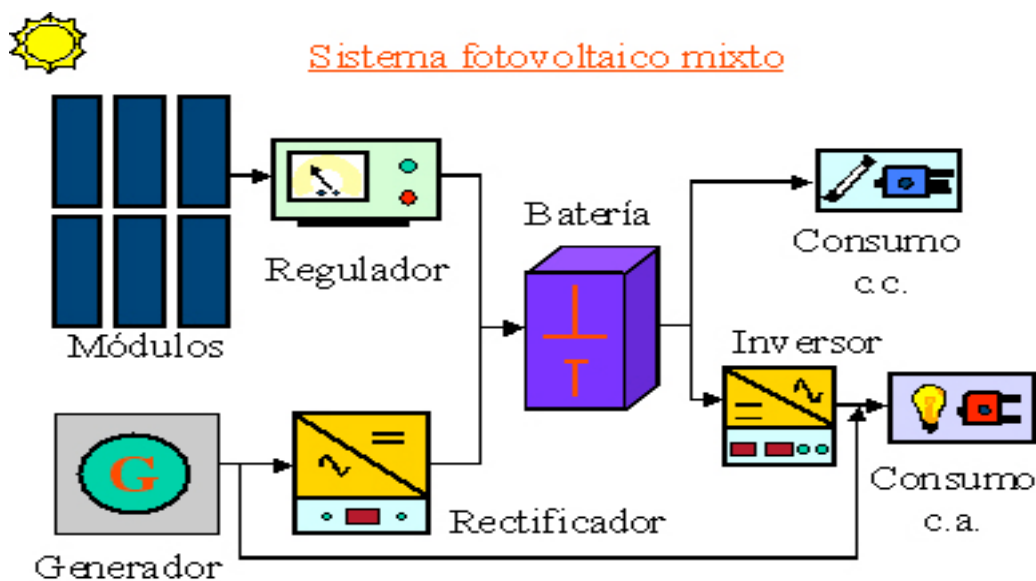 Sistema fotovoltaico mixto
Batería
Regulador
Consumo
c.c.
Módulos
Inversor
G
Rectificador
Consumo
c.a.
Generador